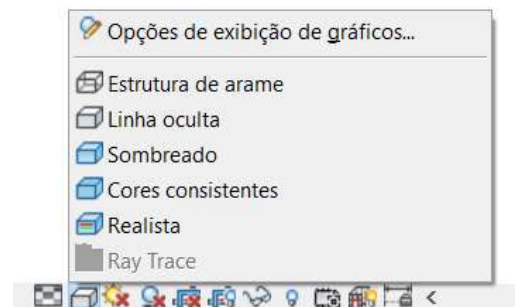 Opções de exibição de gráficos...
Estrutura de arame
Linha oculta
Sombreado
Cores consistentes
Realista
Ray Trace